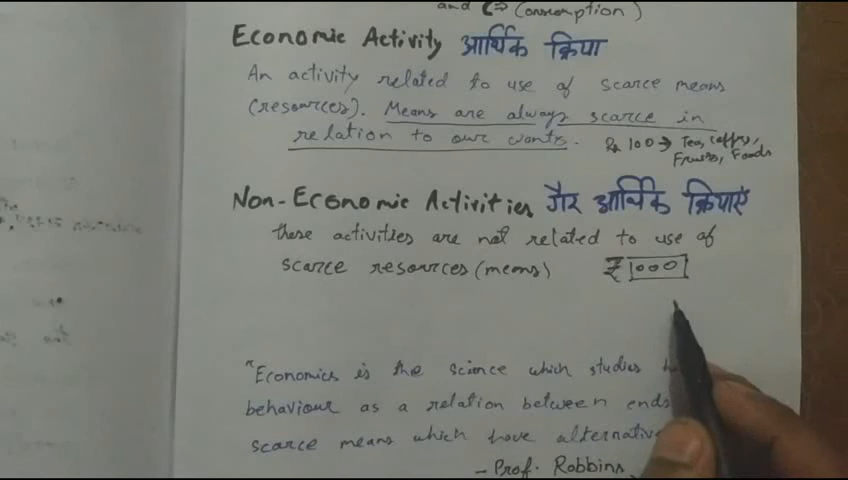 and C⇒ (Consumption)
Economic Activity आर्थिक क्रिया
An activity related to use of scarce means
(resources). Means are always scarce in
relation to our wants. Rs 100 → Tea, Coffee,
Fruits, Foods
Non-Economic Activities गैर आर्थिक क्रियाएं
these activities are not related to use of
scarce resources (means) ₹ 1000
"Economics is the science which studies
behaviour as a relation between ends
scarce means which have alternative
- Prof. Robbins